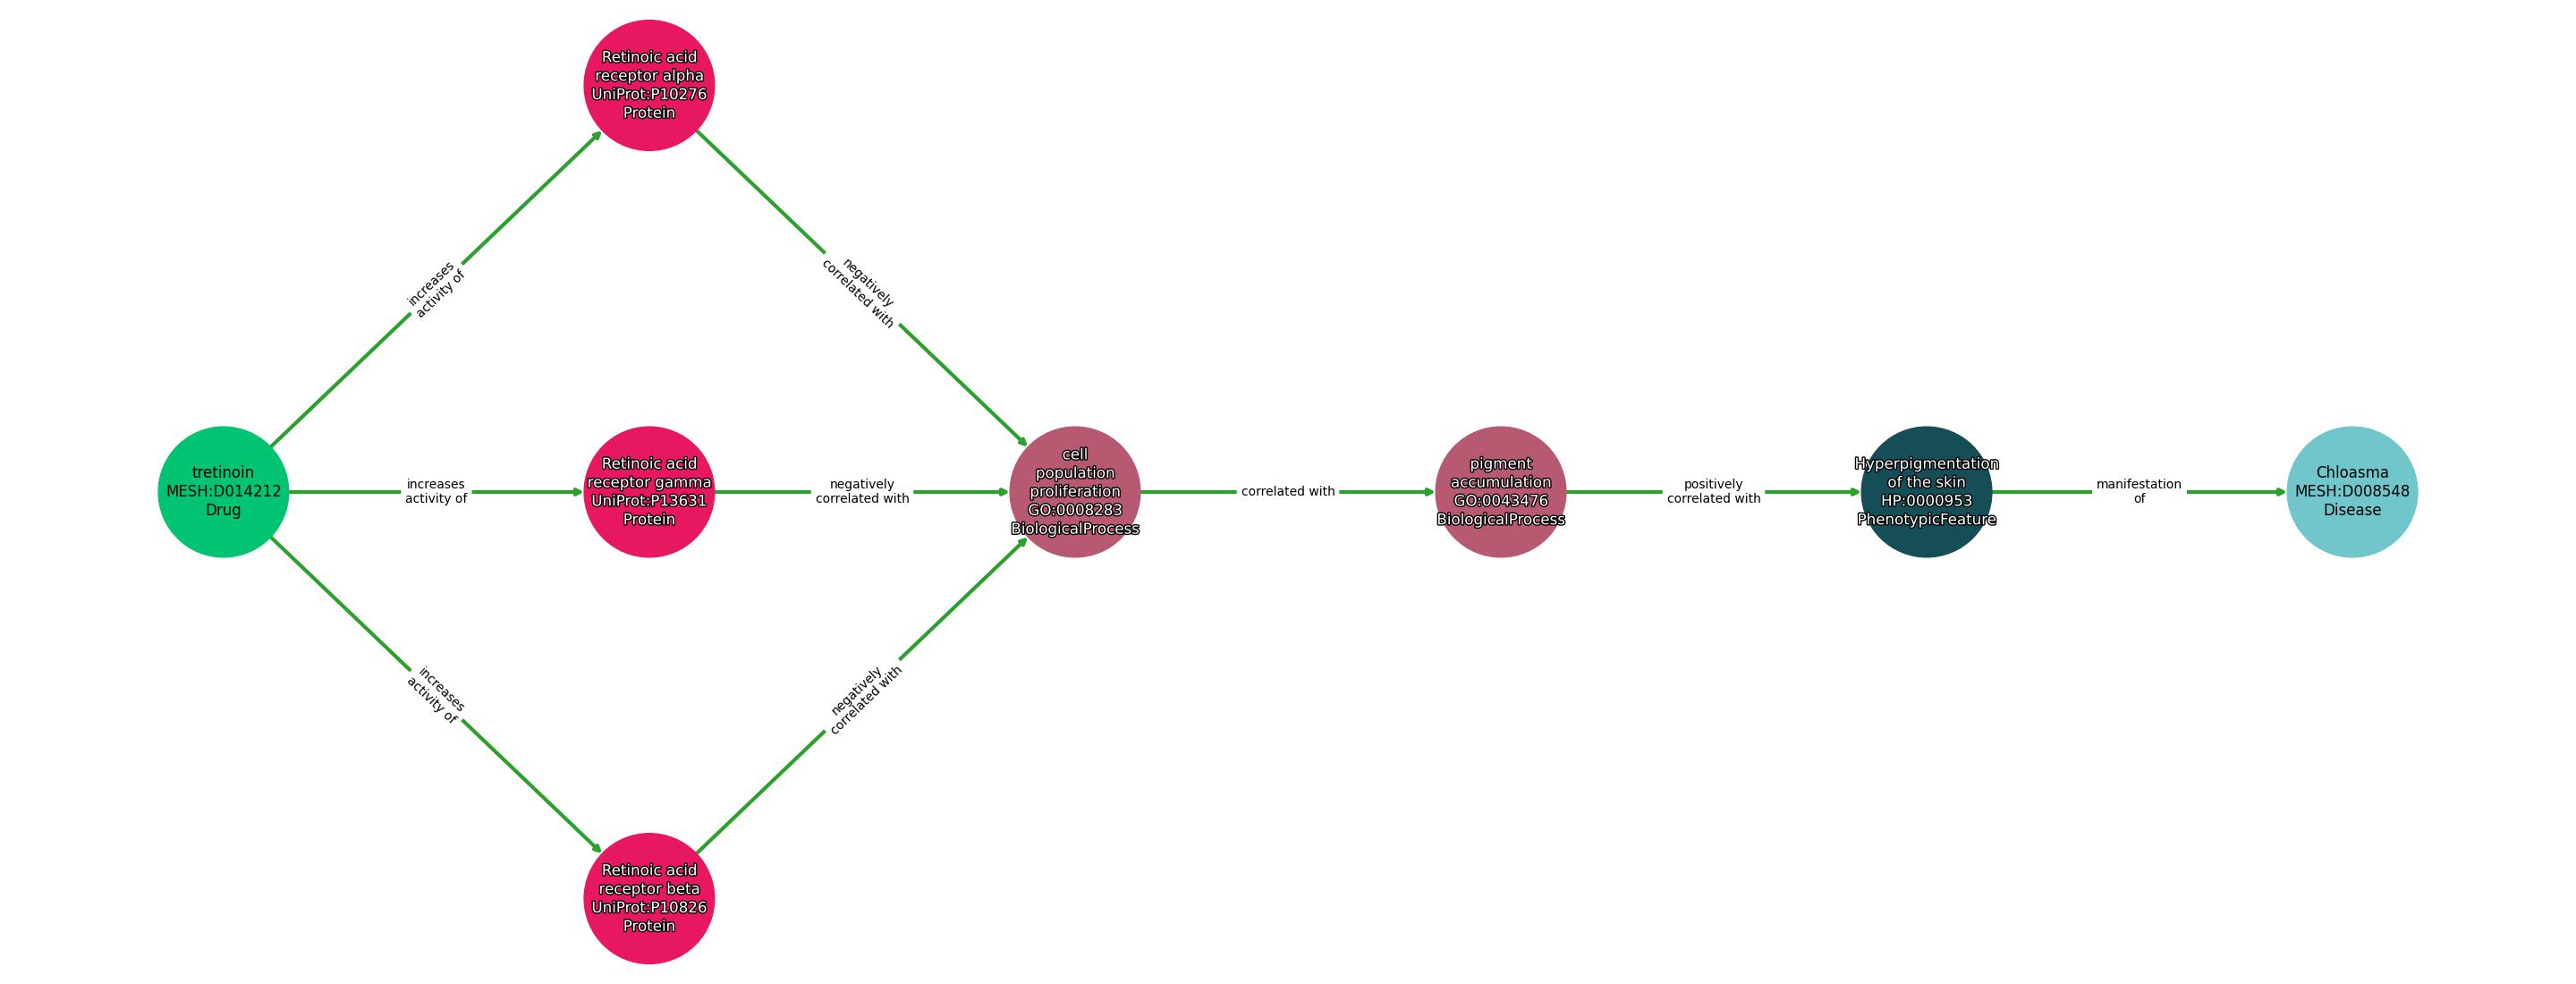 Retinoic acid
receptor alpha
UniProt:P10276
Protein
increases
activity of
negatively
correlated with
tretinoin
MESH:D014212
Drug
increases
activity of
Retinoic acid
receptor gamma
UniProt:P13631
Protein
negatively
correlated with
cell
population
proliferation
GO:0008283
BiologicalProcess
correlated with
pigment
accumulation
GO:0043476
BiologicalProcess
positively
correlated with
Hyperpigmentation
of the skin
HP:0000953
PhenotypicFeature
manifestation
of
Chloasma
MESH:D008548
Disease
increases
activity of
negatively
correlated with
Retinoic acid
receptor beta
UniProt:P10826
Protein